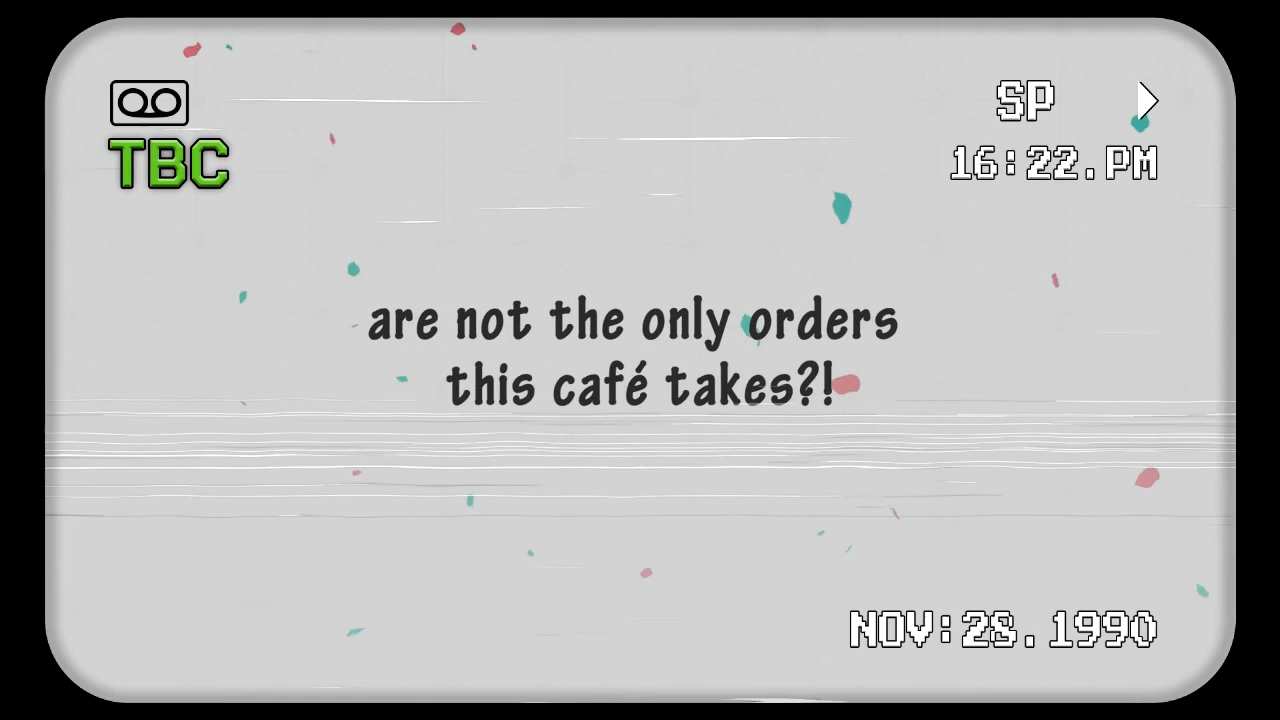 SP
TBC
16:22.PM
are not the only orders
this café takes?!
NOV:28.1990